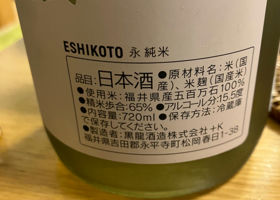 ESHIKOTO 永 純米
品目:日本酒 ●原材料名:米(国
産)、米麹(国産米)
●使用米:福井県産五百万石100%
●精米歩合:65% ●アルコール分:15.5度
●内容量:720ml ●保存方法:冷蔵庫
で保存してください。
●製造者:黒龍酒造株式会社 +K
福井県吉田郡永平寺町松岡春日1-38